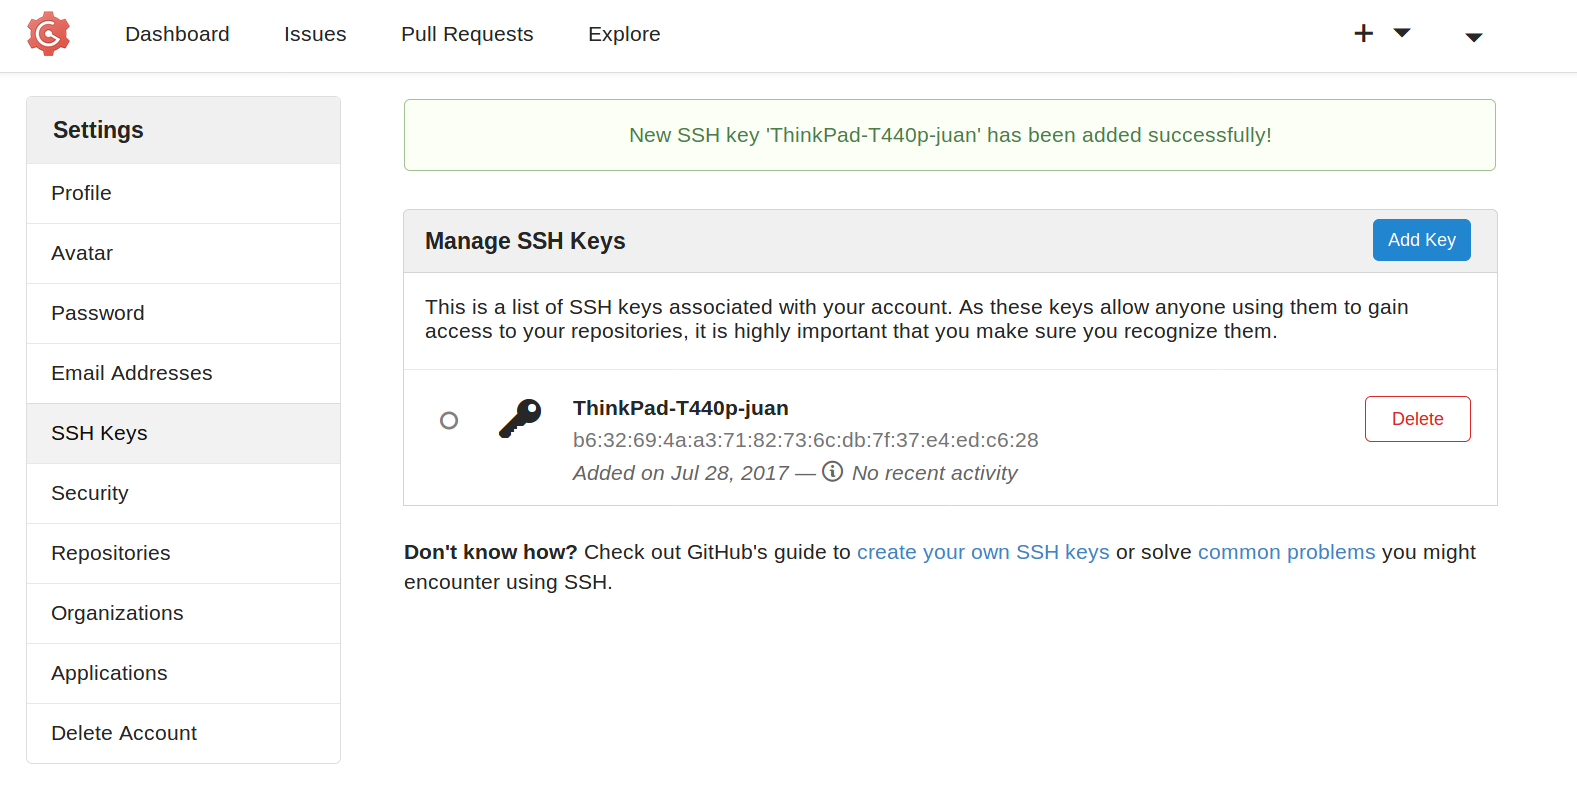 Dashboard Issues Pull Requests Explore
Settings
Profile
Avatar
Password
Email Addresses
SSH Keys
Security
Repositories
Organizations
Applications
Delete Account
New SSH key 'ThinkPad-T440p-juan' has been added successfully!
Manage SSH Keys
Add Key
This is a list of SSH keys associated with your account. As these keys allow anyone using them to gain
access to your repositories, it is highly important that you make sure you recognize them.
ThinkPad-T440p-juan
Delete
b6:32:69:4a:a3:71:82:73:6c:db:7f:37:e4:ed:c6:28
Added on Jul 28, 2017 — No recent activity
Don't know how? Check out GitHub's guide to create your own SSH keys or solve common problems you might
encounter using SSH.